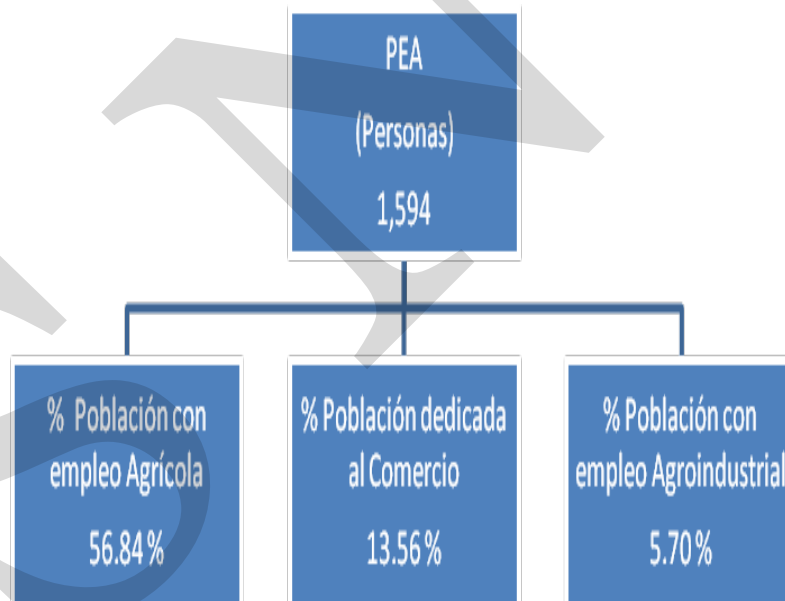 PEA
(Personas)
1,594
% Población con
empleo Agrícola
56.84%
% Población dedicada
al Comercio
13.56%
% Población con
empleo Agroindustrial
5.70%